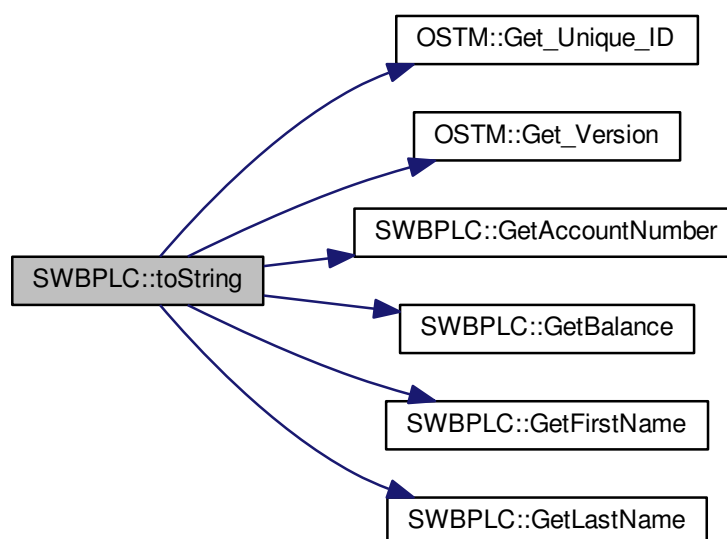 OSTM::Get_Unique_ID
OSTM::Get_Version
SWBPLC::GetAccountNumber
SWBPLC::toString
SWBPLC::GetBalance
SWBPLC::GetFirstName
SWBPLC::GetLastName